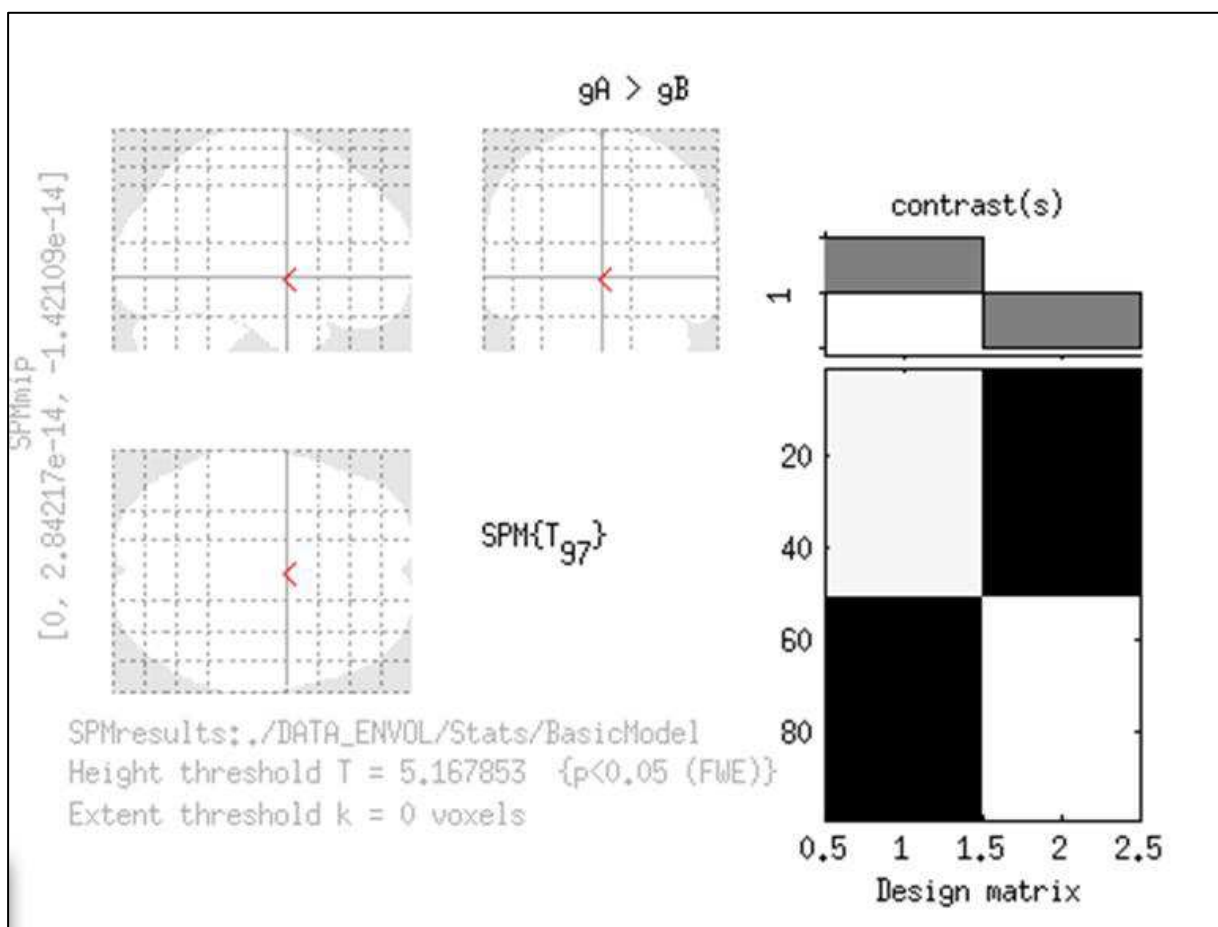 gA > gB
SPMmip
[0, 2.84217e-14, -1.42109e-14]
contrast(s)
1
SPM{T97}
20
40
60
80
0.5 1 1.5 2 2.5
Design matrix
SPMresults:./DATA_ENVOL/Stats/BasicModel
Height threshold T = 5.167853 {p<0.05 (FWE)}
Extent threshold k = 0 voxels